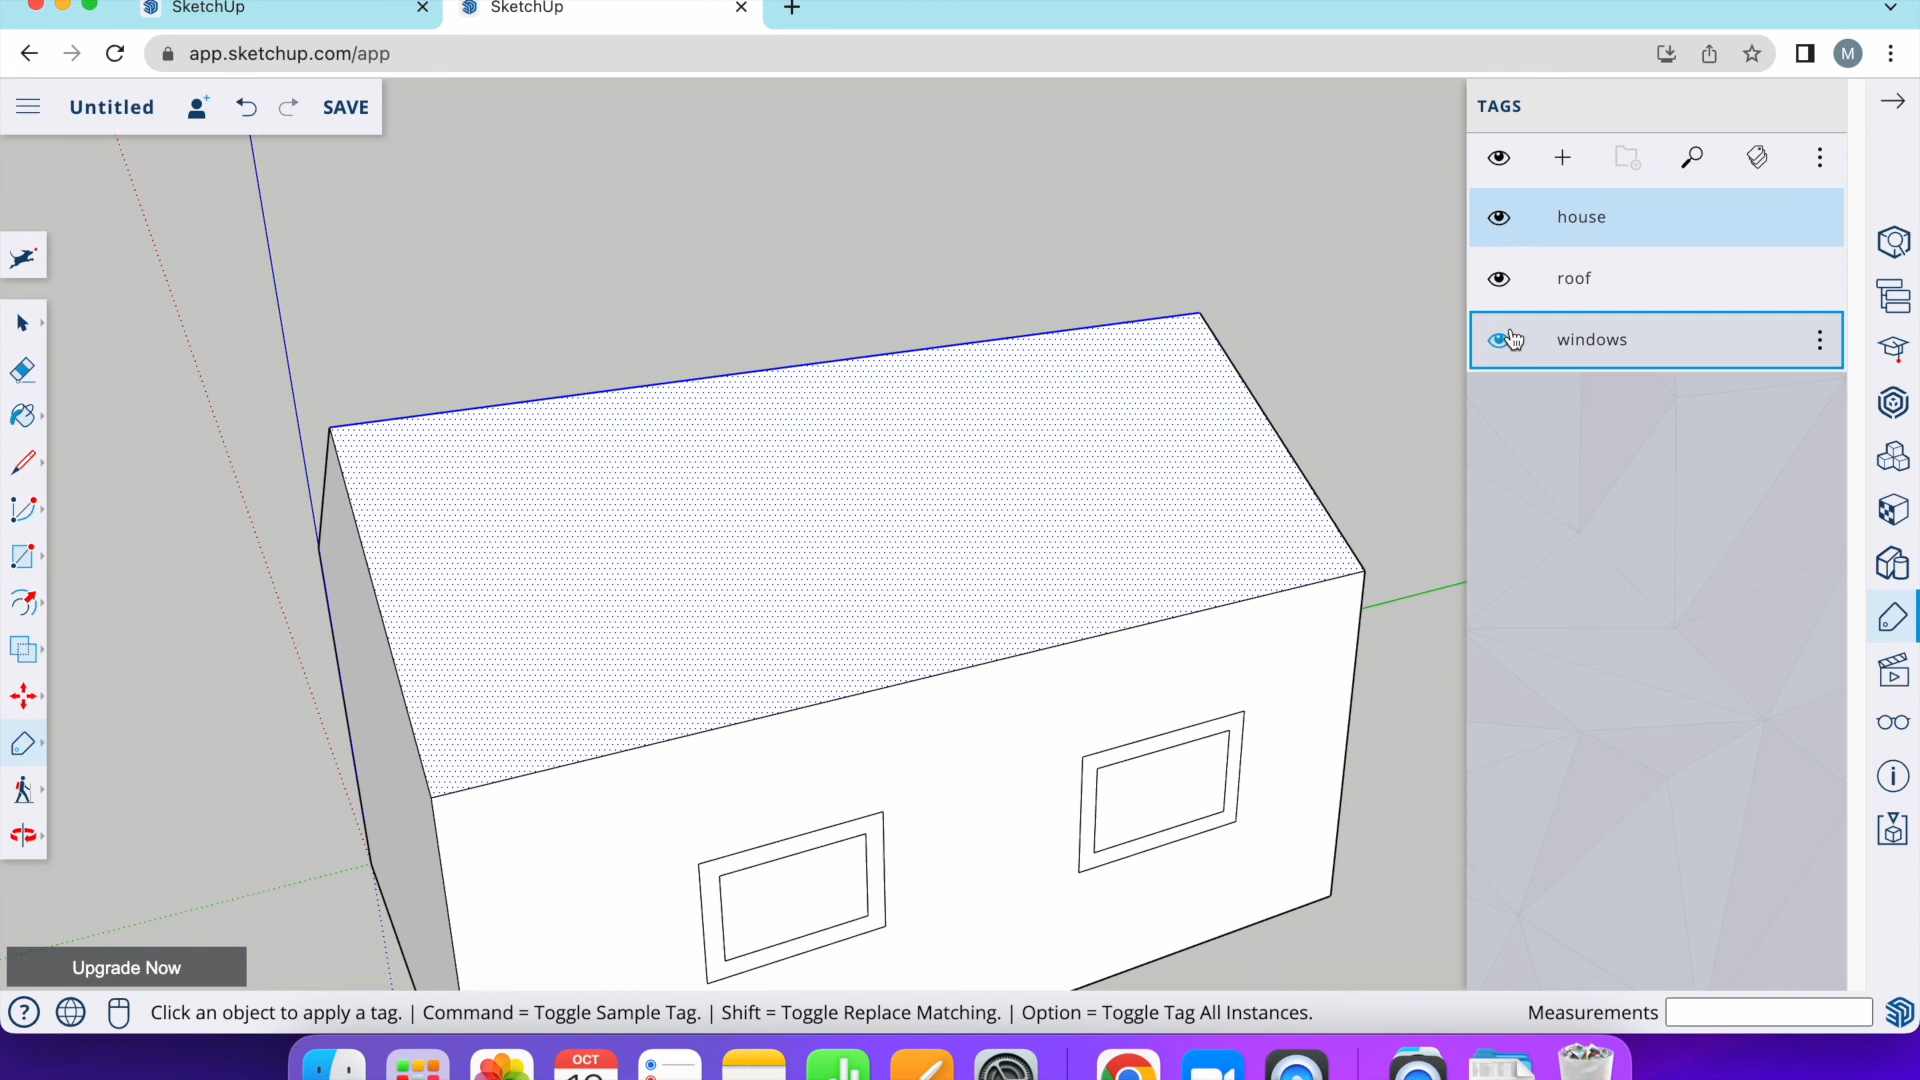 SketchUp
SketchUp
app.sketchup.com/app
M
Untitled
SAVE
TAGS
house
roof
windows
Upgrade Now
Click an object to apply a tag. | Command = Toggle Sample Tag. | Shift = Toggle Replace Matching. | Option = Toggle Tag All Instances.
Measurements
OCT